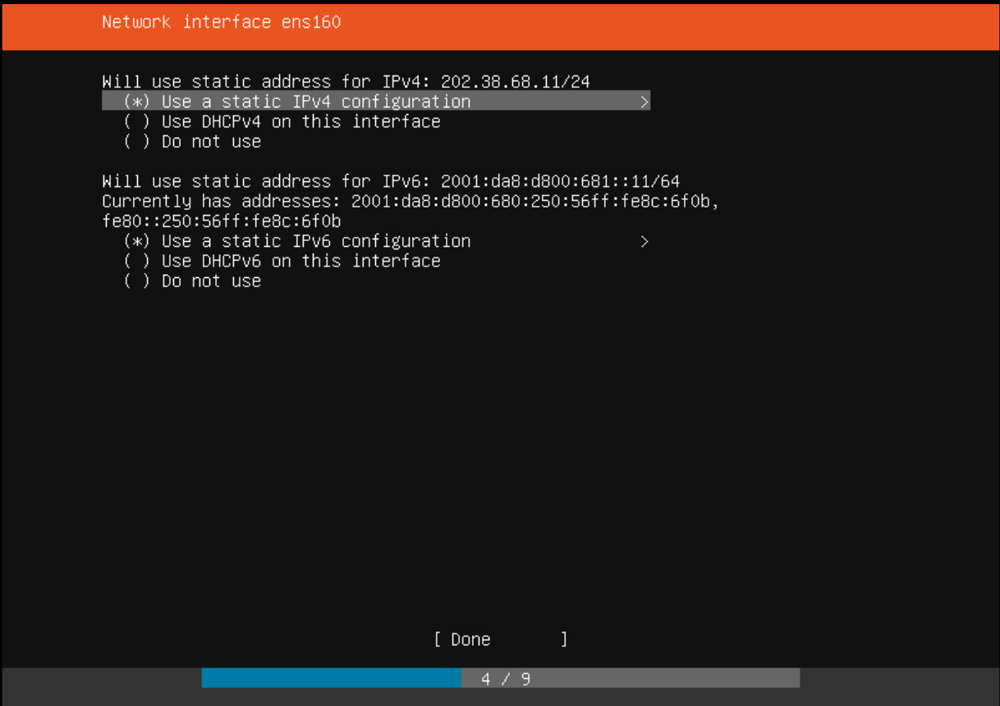 Network interface ens160
Will use static address for IPv4: 202.38.68.11/24
(*) Use a static IPv4 configuration >
( ) Use DHCPv4 on this interface
( ) Do not use
Will use static address for IPv6: 2001:da8:d800:681::11/64
Currently has addresses: 2001:da8:d800:680:250:56ff:fe8c:6f0b,
fe80::250:56ff:fe8c:6f0b
(*) Use a static IPv6 configuration >
( ) Use DHCPv6 on this interface
( ) Do not use
[ Done ]
4 / 9